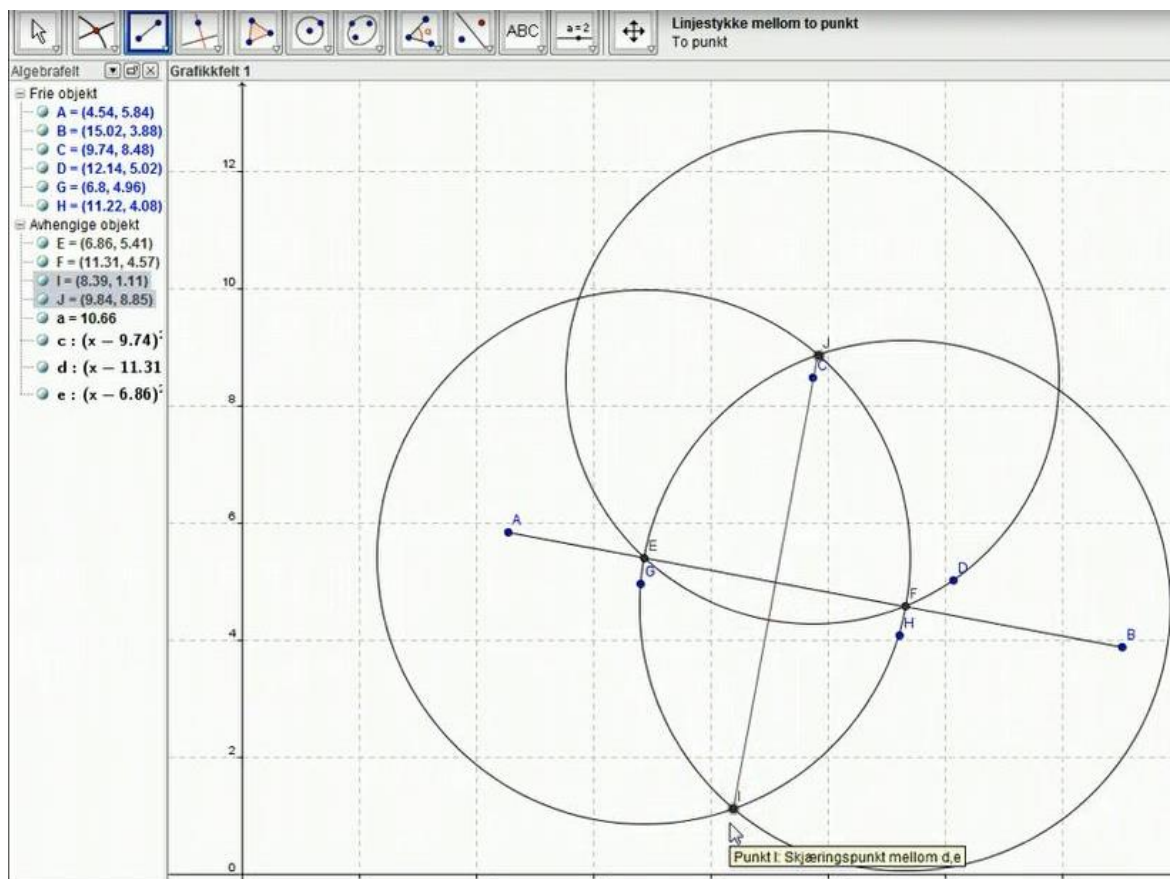 ABC
a=2
Linjestykke mellom to punkt
To punkt
Algebrafelt
Grafikkfelt 1
Frie objekt
A = (4.54, 5.84)
B = (15.02, 3.88)
C = (9.74, 8.48)
D = (12.14, 5.02)
G = (6.8, 4.96)
H = (11.22, 4.08)
Avhengige objekt
E = (6.86, 5.41)
F = (11.31, 4.57)
I = (8.39, 1.11)
J = (9.84, 8.85)
a = 10.66
c : (x − 9.74)²
d : (x − 11.31
e : (x − 6.86)²
12
10
8
6
4
2
0
J
C
A
E
G
D
F
H
B
I
Punkt I: Skjæringspunkt mellom d,e